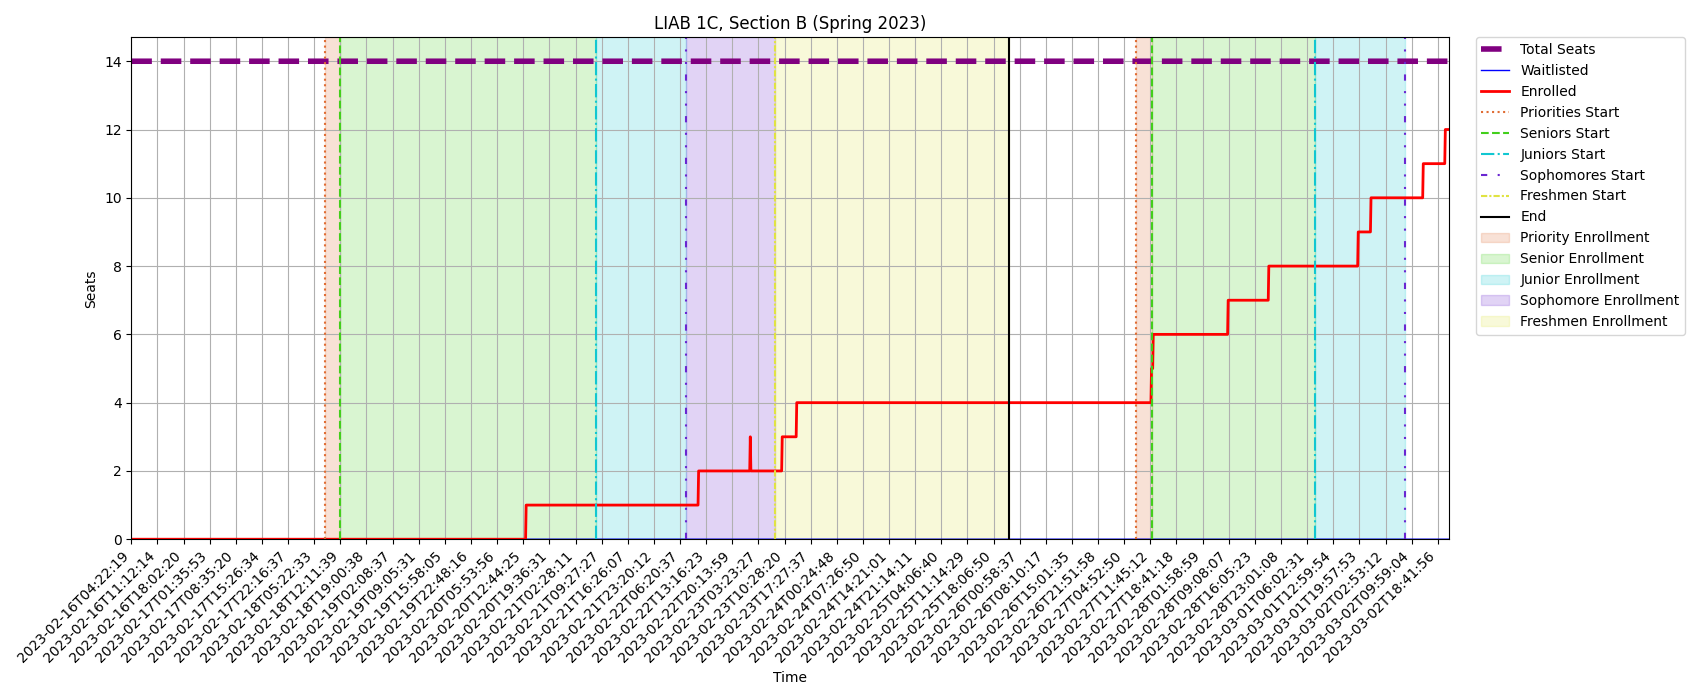 LIAB 1C, Section B (Spring 2023)
Seats
14
12
10
8
6
4
2
0
2023-02-16T04:22:19
2023-02-16T11:12:14
2023-02-16T18:02:20
2023-02-17T01:35:53
2023-02-17T08:35:20
2023-02-17T15:26:34
2023-02-17T22:16:37
2023-02-18T05:22:33
2023-02-18T12:11:39
2023-02-18T19:00:38
2023-02-19T02:08:37
2023-02-19T09:05:31
2023-02-19T15:58:05
2023-02-19T22:48:16
2023-02-20T05:53:56
2023-02-20T12:44:25
2023-02-20T19:36:31
2023-02-21T02:28:11
2023-02-21T09:27:27
2023-02-21T16:26:07
2023-02-21T23:20:12
2023-02-22T06:20:37
2023-02-22T13:16:23
2023-02-22T20:13:59
2023-02-23T03:23:27
2023-02-23T10:28:20
2023-02-23T17:27:37
2023-02-24T00:24:48
2023-02-24T07:26:50
2023-02-24T14:21:01
2023-02-24T21:14:11
2023-02-25T04:06:40
2023-02-25T11:14:29
2023-02-25T18:06:50
2023-02-26T00:58:37
2023-02-26T08:10:17
2023-02-26T15:01:35
2023-02-26T21:51:58
2023-02-27T04:52:50
2023-02-27T11:45:12
2023-02-27T18:41:18
2023-02-28T01:58:59
2023-02-28T09:08:07
2023-02-28T16:05:23
2023-02-28T23:01:08
2023-03-01T06:02:31
2023-03-01T12:59:54
2023-03-01T19:57:53
2023-03-02T02:53:12
2023-03-02T09:59:04
2023-03-02T18:41:56
Time
Total Seats
Waitlisted
Enrolled
Priorities Start
Seniors Start
Juniors Start
Sophomores Start
Freshmen Start
End
Priority Enrollment
Senior Enrollment
Junior Enrollment
Sophomore Enrollment
Freshmen Enrollment